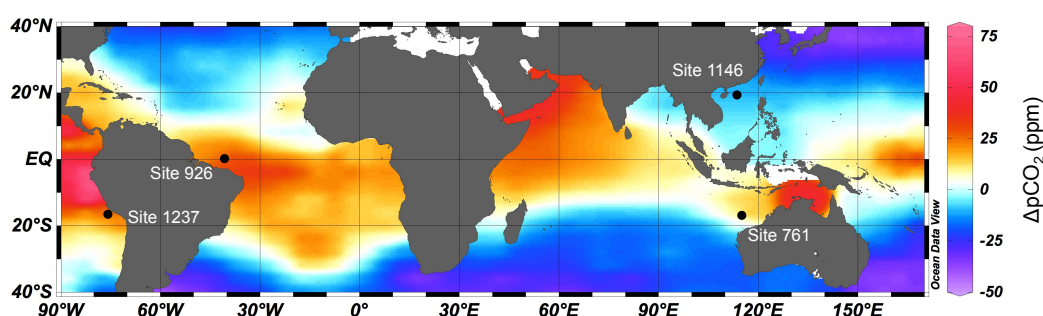 40°N
20°N
EQ
20°S
40°S
90°W
60°W
30°W
0°
30°E
60°E
90°E
120°E
150°E
Site 1146
Site 926
Site 1237
Site 761
Ocean Data View
75
50
25
0
-25
-50
ΔpCO₂ (ppm)